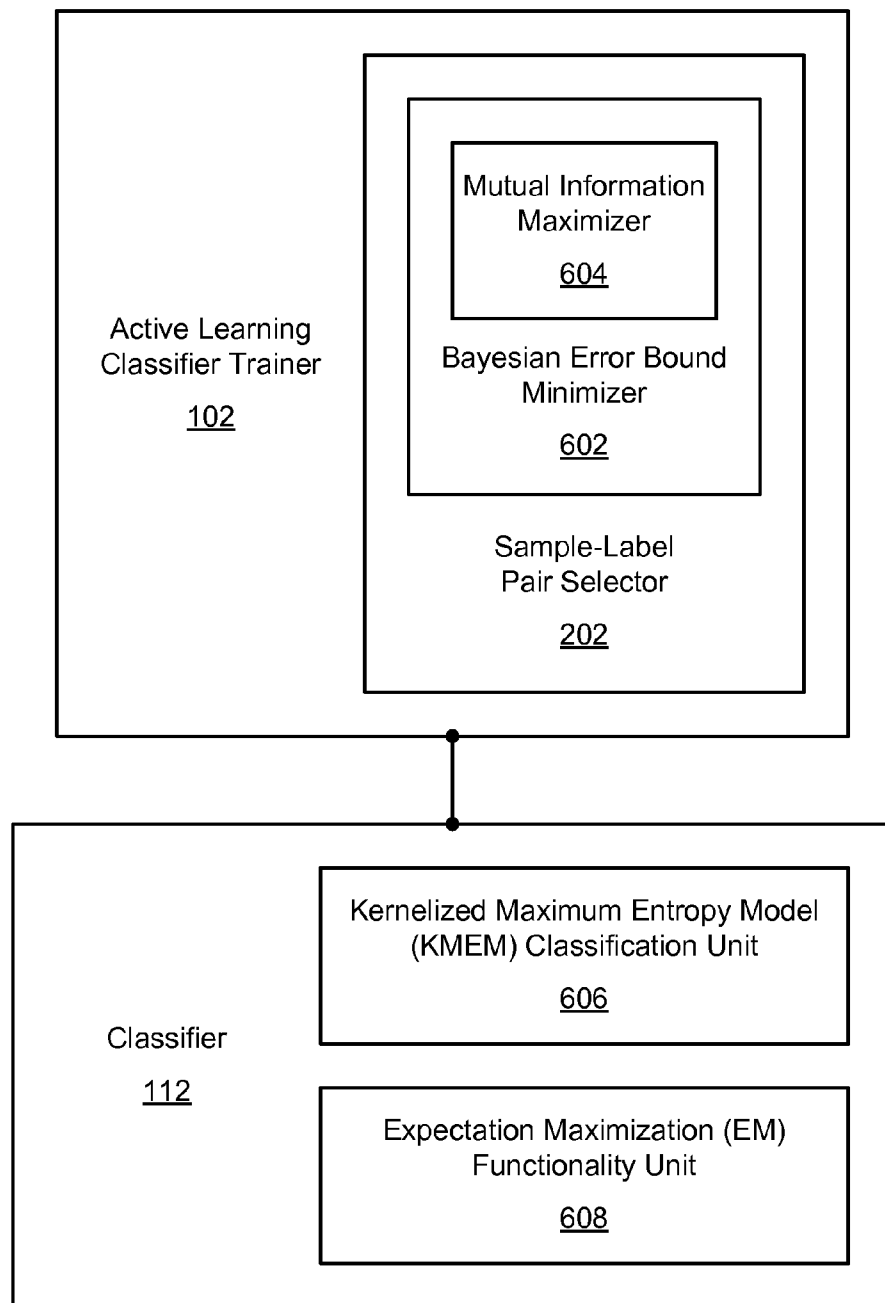 Mutual Information
Maximizer
604
Active Learning
Classifier Trainer
102
Bayesian Error Bound
Minimizer
602
Sample-Label
Pair Selector
202
Kernelized Maximum Entropy Model
(KMEM) Classification Unit
606
Classifier
112
Expectation Maximization (EM)
Functionality Unit
608